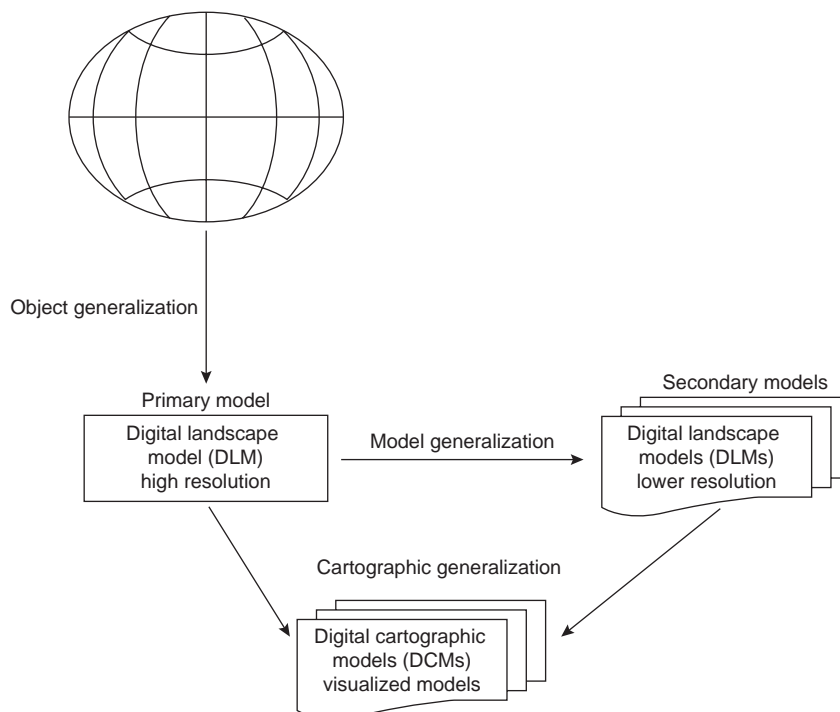 Object generalization
Primary model
Digital landscape
model (DLM)
high resolution
Model generalization
Secondary models
Digital landscape
models (DLMs)
lower resolution
Cartographic generalization
Digital cartographic
models (DCMs)
visualized models